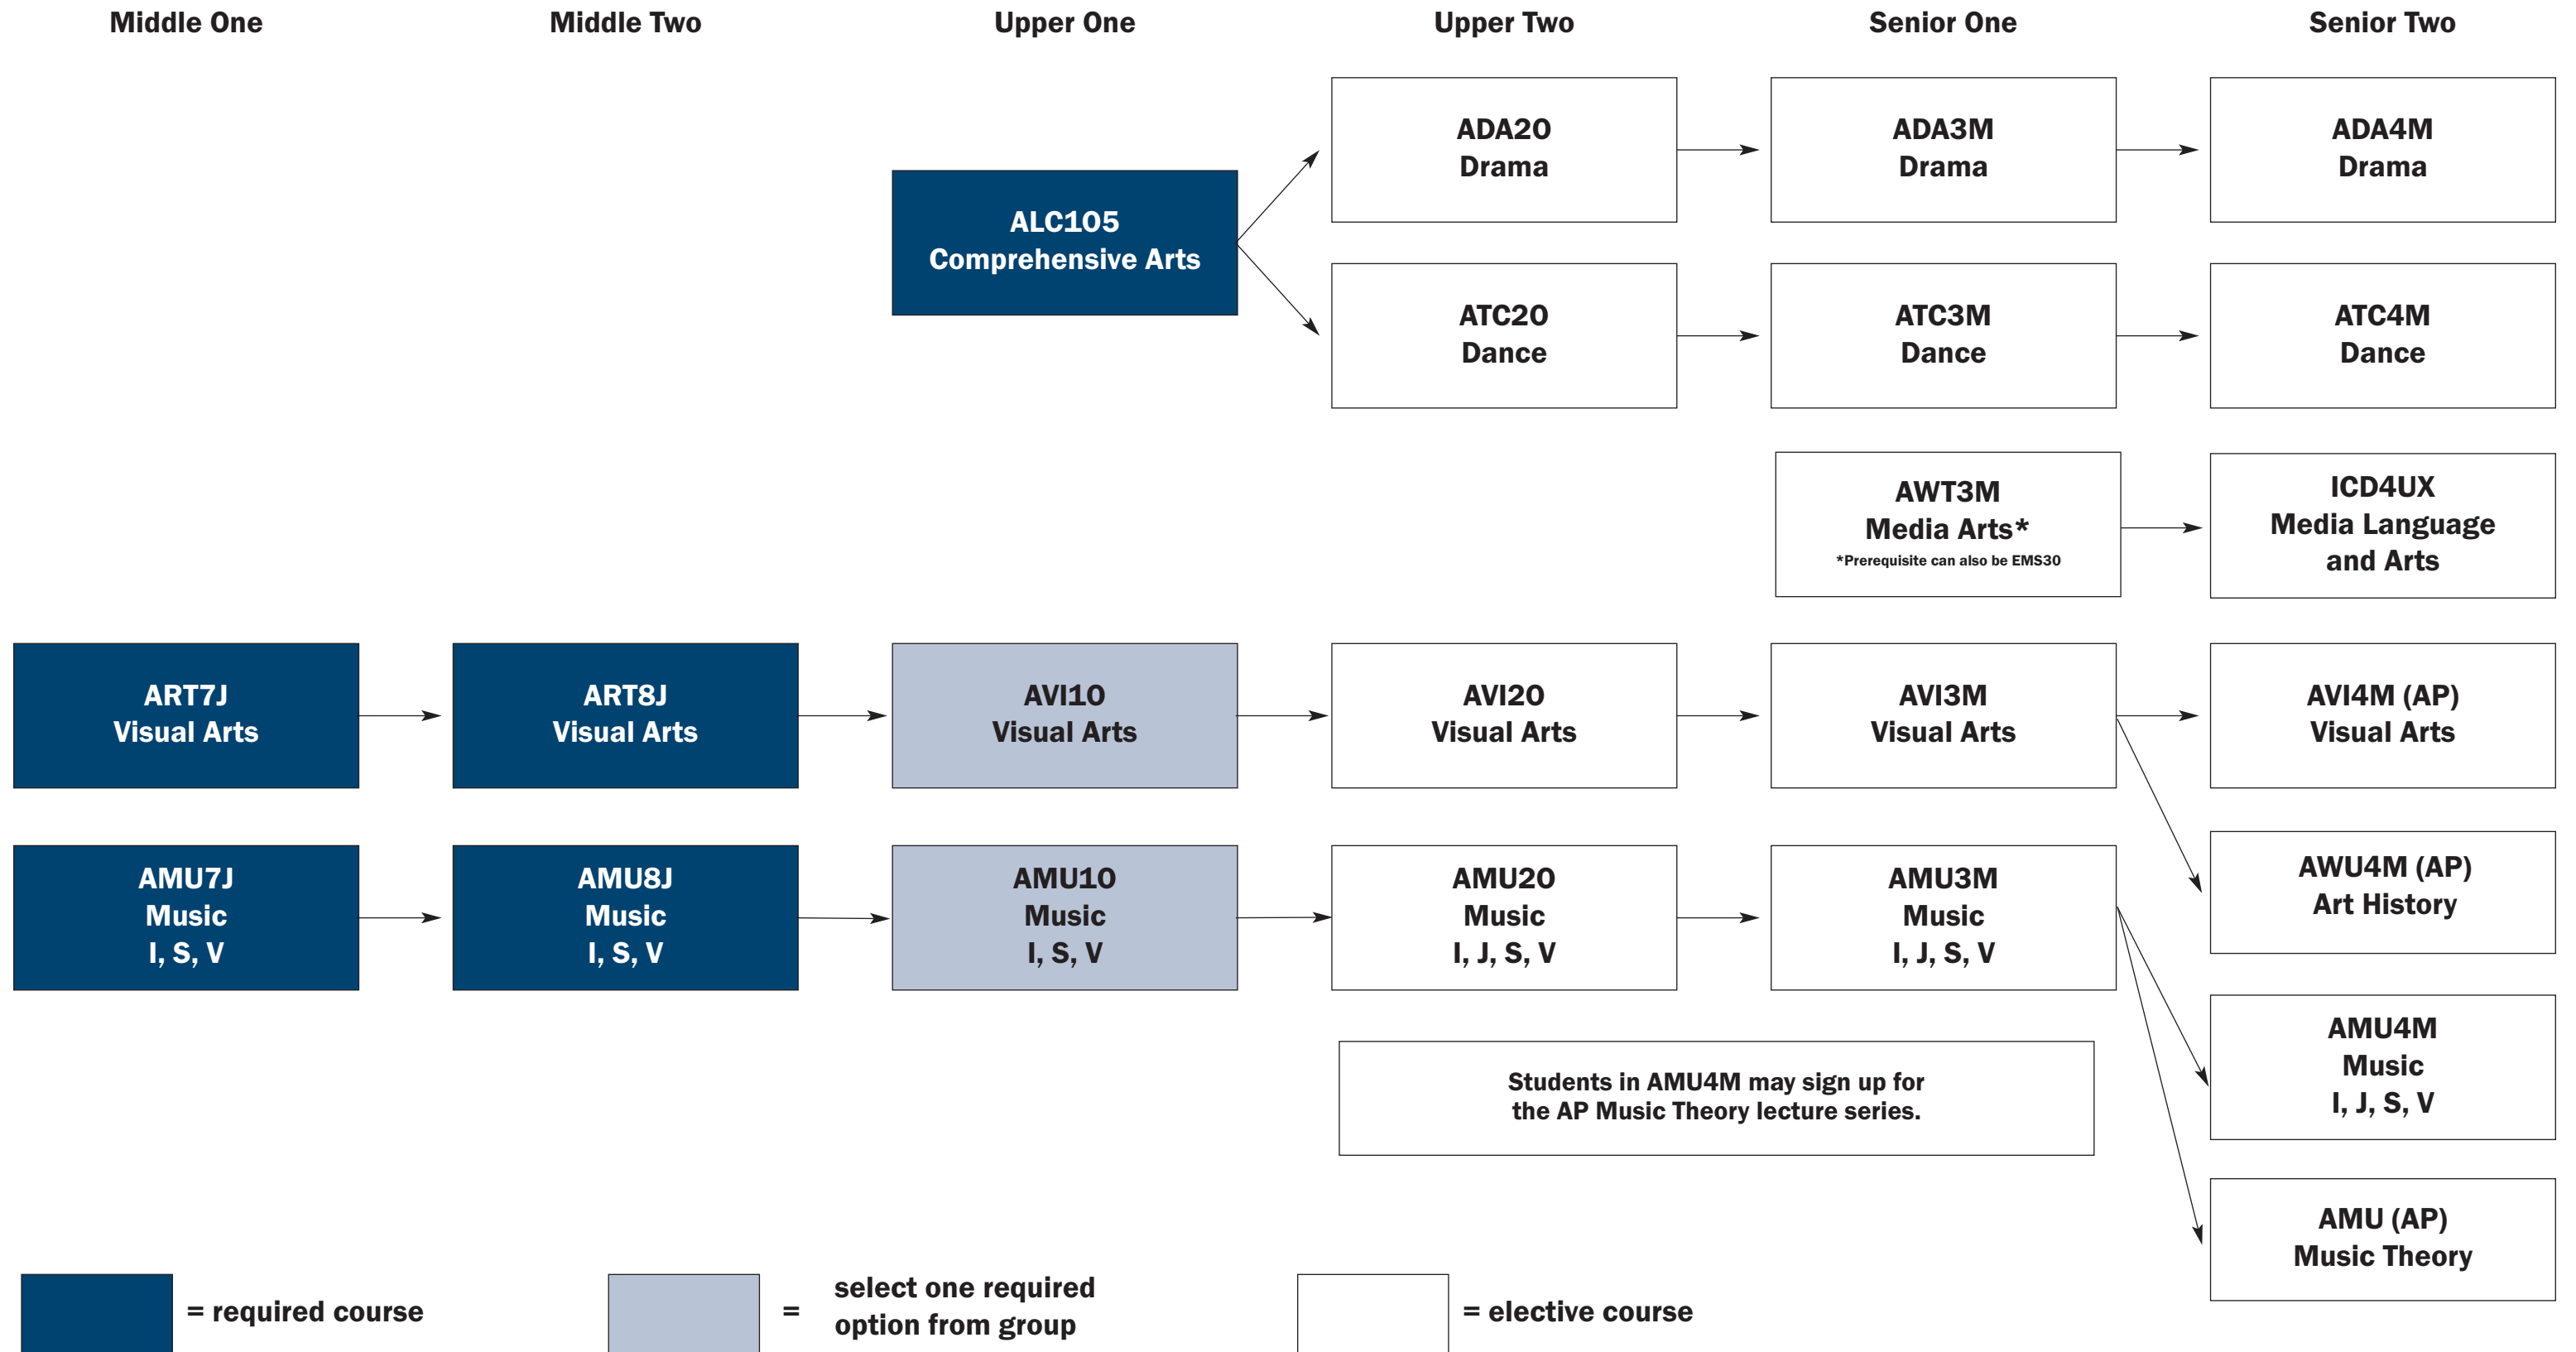 Middle One
Middle Two
Upper One
Upper Two
Senior One
Senior Two
ADA2O
Drama
ADA3M
Drama
ADA4M
Drama
ALC105
Comprehensive Arts
ATC2O
Dance
ATC3M
Dance
ATC4M
Dance
AWT3M
Media Arts*
*Prerequisite can also be EMS30
ICD4UX
Media Language
and Arts
ART7J
Visual Arts
ART8J
Visual Arts
AVI1O
Visual Arts
AVI2O
Visual Arts
AVI3M
Visual Arts
AVI4M (AP)
Visual Arts
AMU7J
Music
I, S, V
AMU8J
Music
I, S, V
AMU1O
Music
I, S, V
AMU2O
Music
I, J, S, V
AMU3M
Music
I, J, S, V
AWU4M (AP)
Art History
AMU4M
Music
I, J, S, V
Students in AMU4M may sign up for
the AP Music Theory lecture series.
AMU (AP)
Music Theory
= required course
= select one required
option from group
= elective course